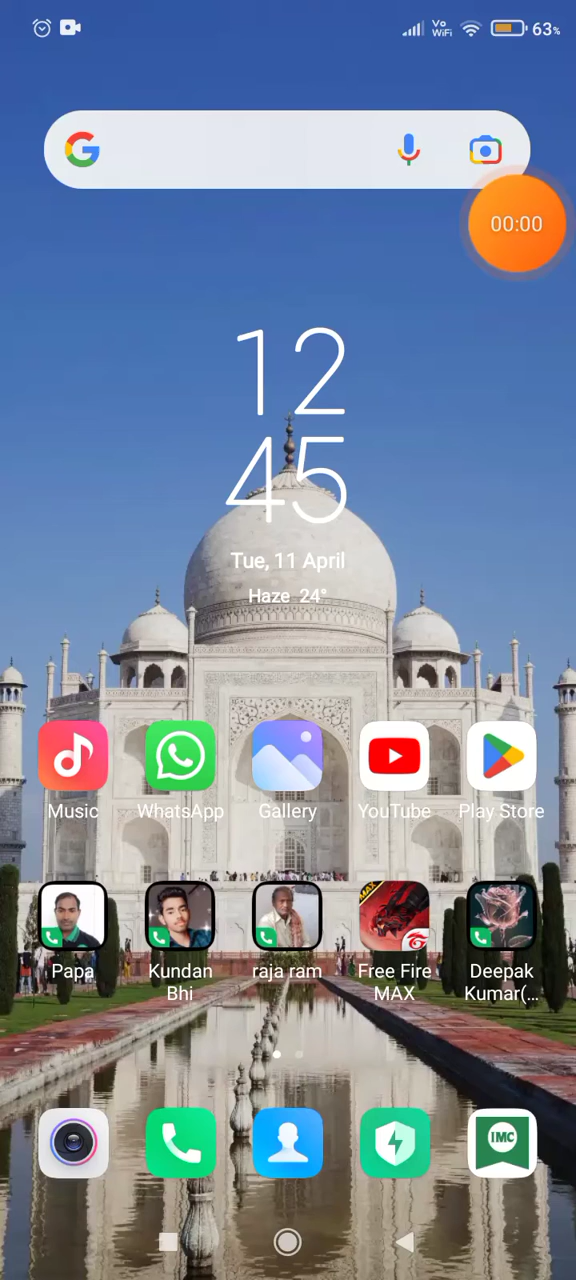 Vo
WiFi
63%
00:00
12
45
Tue, 11 April
Haze 24°
Music
WhatsApp
Gallery
YouTube
Play Store
Papa
Kundan
Bhi
raja ram
MAX
Free Fire
MAX
Deepak
Kumar(...
IMC